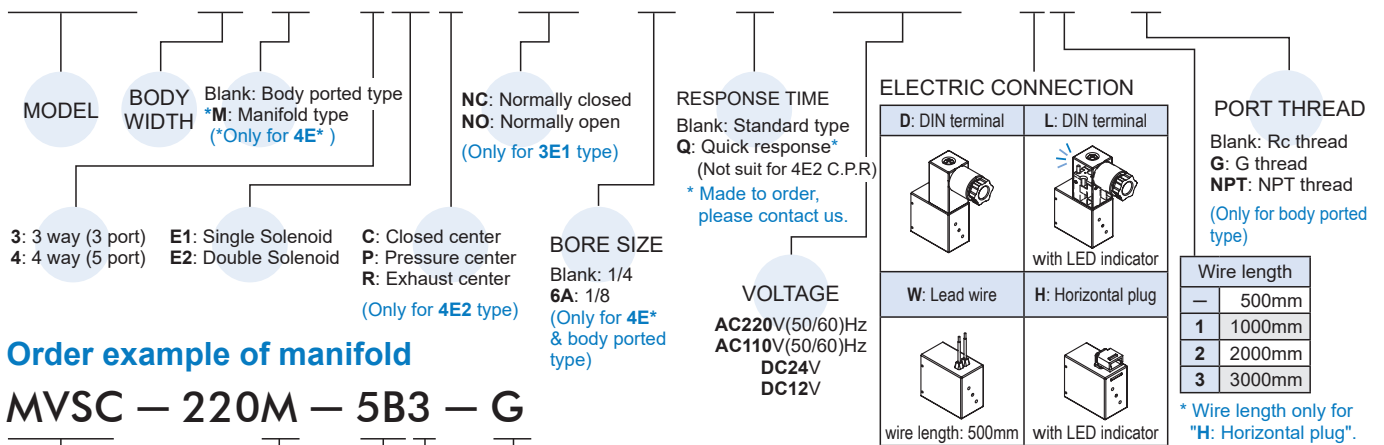 MODEL
BODY
WIDTH
Blank: Body ported type
*M: Manifold type
(*Only for 4E* )
3: 3 way (3 port)
4: 4 way (5 port)
E1: Single Solenoid
E2: Double Solenoid
C: Closed center
P: Pressure center
R: Exhaust center
(Only for 4E2 type)
NC: Normally closed
NO: Normally open
(Only for 3E1 type)
BORE SIZE
Blank: 1/4
6A: 1/8
(Only for 4E*
& body ported
type)
RESPONSE TIME
Blank: Standard type
Q: Quick response*
(Not suit for 4E2 C.P.R)
* Made to order,
please contact us.
VOLTAGE
AC220V(50/60)Hz
AC110V(50/60)Hz
DC24V
DC12V
ELECTRIC CONNECTION
D: DIN terminal
L: DIN terminal
with LED indicator
W: Lead wire
H: Horizontal plug
wire length: 500mm
with LED indicator
PORT THREAD
Blank: Rc thread
G: G thread
NPT: NPT thread
(Only for body ported
type)
Wire length
— 500mm
1 1000mm
2 2000mm
3 3000mm
* Wire length only for
"H: Horizontal plug".
Order example of manifold
MVSC — 220M — 5B3 — G